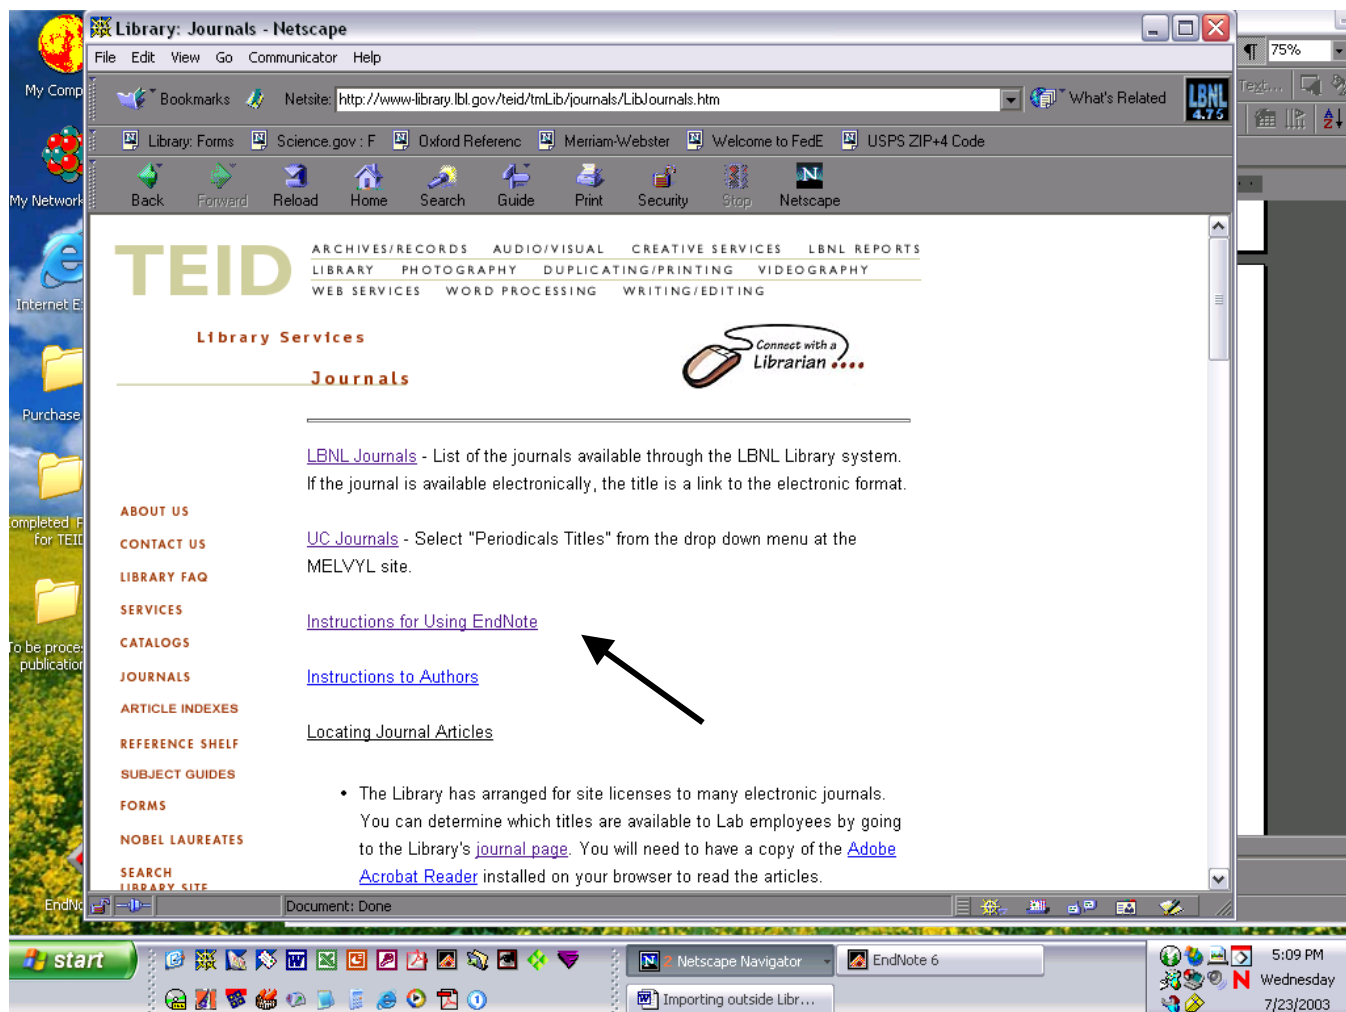 Library: Journals - Netscape
File Edit View Go Communicator Help
Bookmarks Netsite: http://www-library.lbl.gov/teid/tmLib/journals/LibJournals.htm What's Related
LBNL
4.75
Library: Forms Science.gov : F Oxford Referenc Merriam-Webster Welcome to FedE USPS ZIP+4 Code
Back Forward Reload Home Search Guide Print Security Stop Netscape
TEID
ARCHIVES/RECORDS AUDIO/VISUAL CREATIVE SERVICES LBNL REPORTS
LIBRARY PHOTOGRAPHY DUPLICATING/PRINTING VIDEOGRAPHY
WEB SERVICES WORD PROCESSING WRITING/EDITING
Library Services
Connect with a
Librarian ....
Journals
LBNL Journals - List of the journals available through the LBNL Library system.
If the journal is available electronically, the title is a link to the electronic format.
UC Journals - Select "Periodicals Titles" from the drop down menu at the
MELVYL site.
Instructions for Using EndNote
Instructions to Authors
Locating Journal Articles
• The Library has arranged for site licenses to many electronic journals.
You can determine which titles are available to Lab employees by going
to the Library's journal page. You will need to have a copy of the Adobe
Acrobat Reader installed on your browser to read the articles.
ABOUT US
CONTACT US
LIBRARY FAQ
SERVICES
CATALOGS
JOURNALS
ARTICLE INDEXES
REFERENCE SHELF
SUBJECT GUIDES
FORMS
NOBEL LAUREATES
SEARCH
LIBRARY SITE
Document: Done
My Comp
My Network
Internet E
Purchase
ompleted F
for TEID
To be proce
publication
EndNo
75%
Text...
start
2 Netscape Navigator
EndNote 6
Importing outside Libr...
5:09 PM
Wednesday
7/23/2003